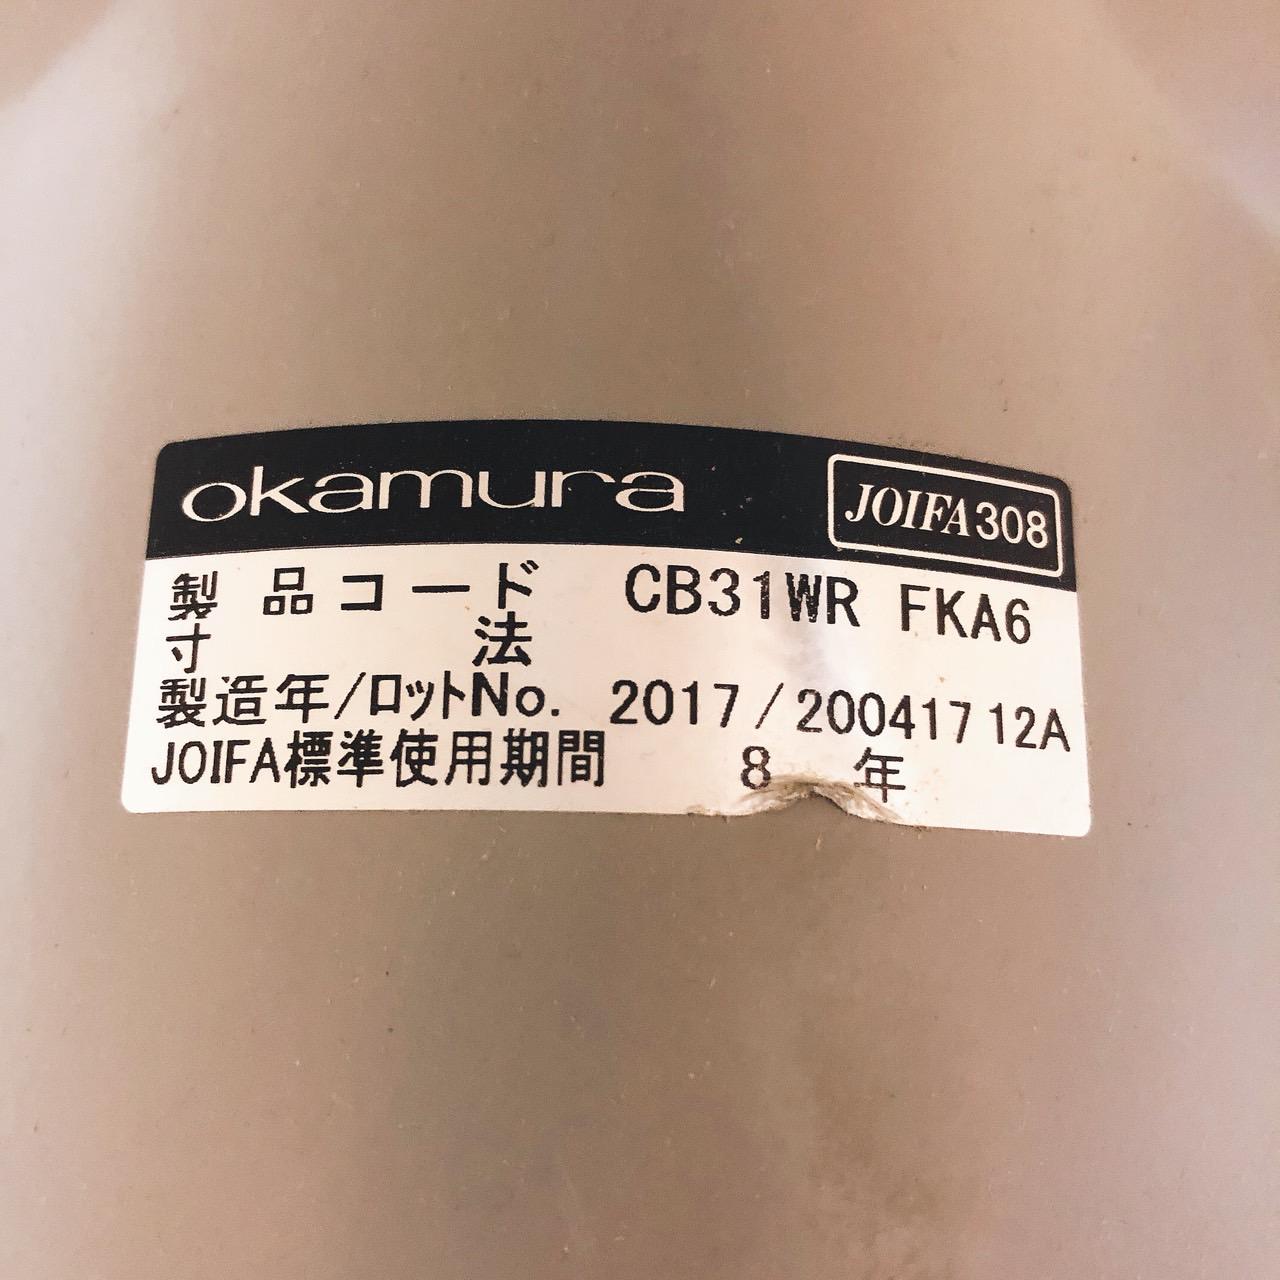 okamura JOIFA308
製品コード CB31WR FKA6
寸法
製造年/ロットNo. 2017/20041712A
JOIFA標準使用期間 8年